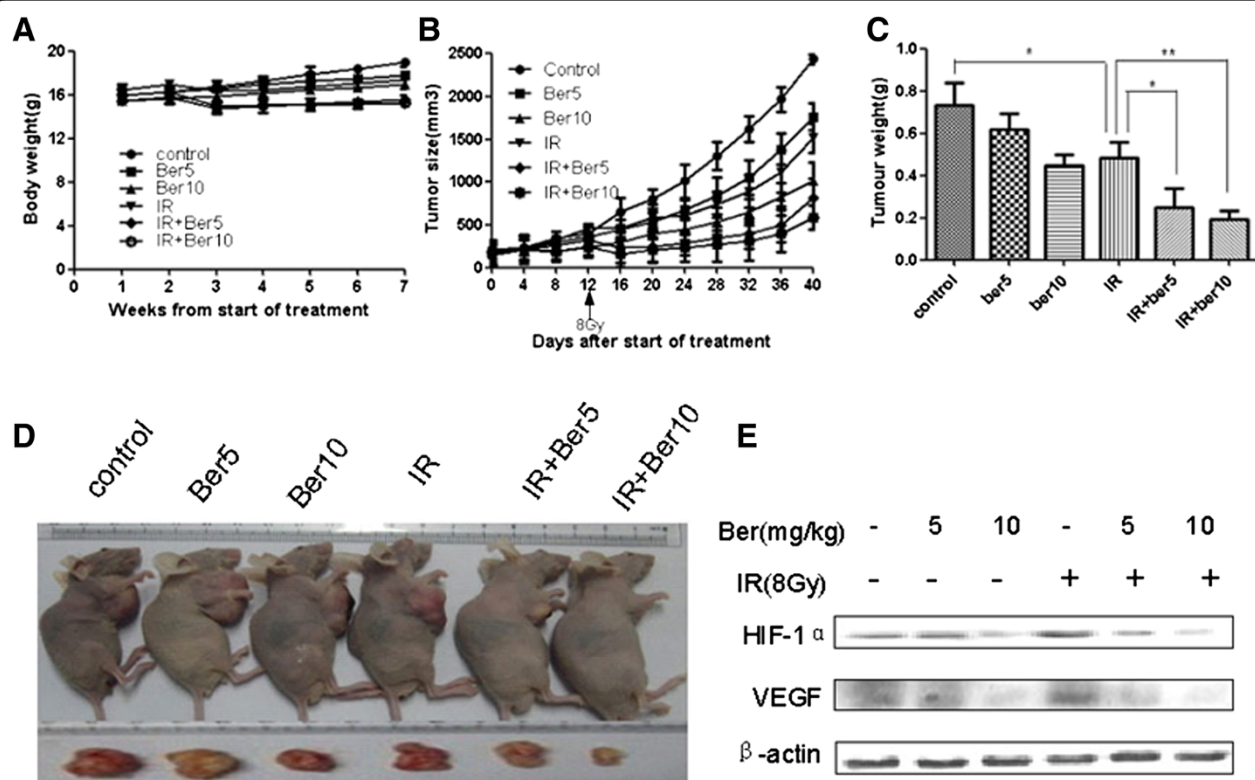 A
20
16
12
8
4
0
Body weight(g)
control
Ber5
Ber10
IR
IR+Ber5
IR+Ber10
0 1 2 3 4 5 6 7
Weeks from start of treatment
B
2500
2000
1500
1000
500
0
Tumor size(mm3)
Control
Ber5
Ber10
IR
IR+Ber5
IR+Ber10
0 4 8 12 16 20 24 28 32 36 40
8Gy
Days after start of treatment
C
1.0
0.8
0.6
0.4
0.2
0.0
Tumour weight(g)
*
**
*
control
ber5
ber10
IR
IR+ber5
IR+ber10
D
control
Ber5
Ber10
IR
IR+Ber5
IR+Ber10
E
Ber(mg/kg) - 5 10 - 5 10
IR(8Gy) - - - + + +
HIF-1 α
VEGF
β-actin